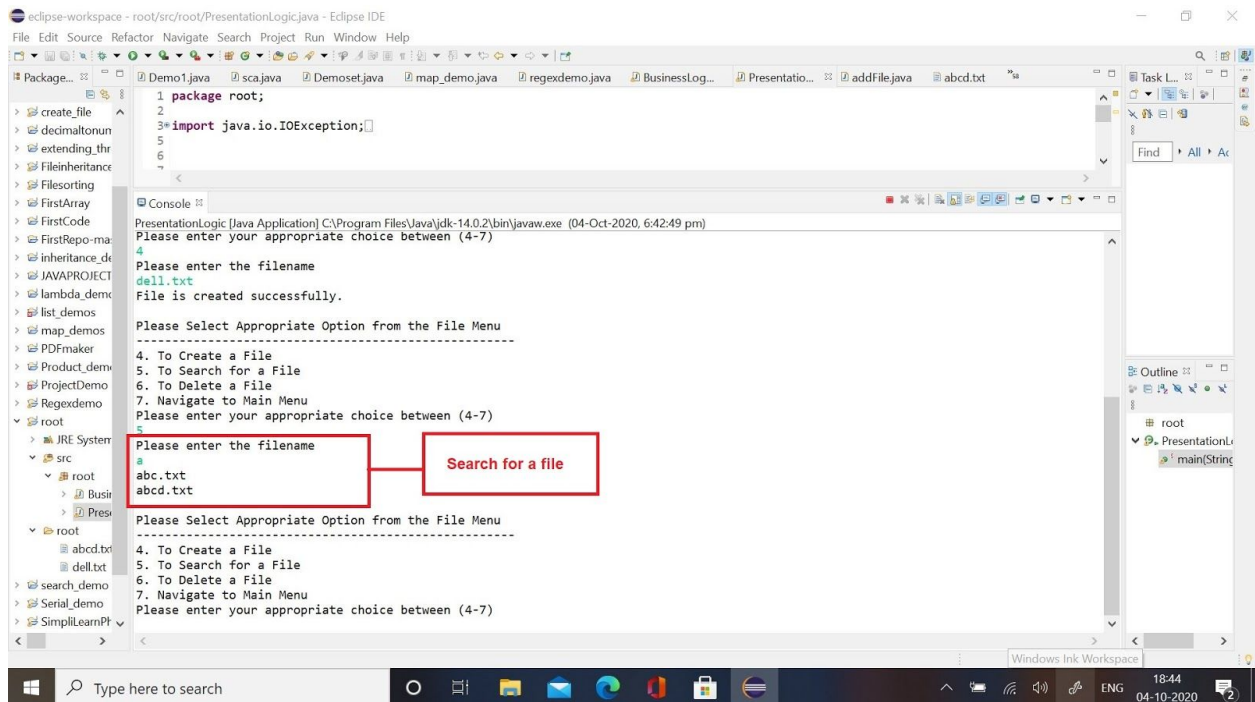 eclipse-workspace - root/src/root/PresentationLogic.java - Eclipse IDE
File Edit Source Refactor Navigate Search Project Run Window Help
Package...
Demo1.java
sca.java
Demoset.java
map_demo.java
regexdemo.java
BusinessLog...
Presentatio...
addFile.java
abcd.txt
Task L...
create_file
decimaltonum
extending_thr
Fileinheritance
Filesorting
FirstArray
FirstCode
FirstRepo-ma
inheritance_de
JAVAPROJECT
lambda_demo
list_demos
map_demos
PDFmaker
Product_dem
ProjectDemo
Regexdemo
root
JRE System
src
root
Busin
Prese
root
abcd.txt
dell.txt
search_demo
Serial_demo
SimpliLearnPh
1 package root;
2
3 import java.io.IOException;
5
6
7
Find All Ac
Console
PresentationLogic [Java Application] C:\Program Files\Java\jdk-14.0.2\bin\javaw.exe (04-Oct-2020, 6:42:49 pm)
Please enter your appropriate choice between (4-7)
4
Please enter the filename
dell.txt
File is created successfully.
Please Select Appropriate Option from the File Menu
-----------------------------------------------------
4. To Create a File
5. To Search for a File
6. To Delete a File
7. Navigate to Main Menu
Please enter your appropriate choice between (4-7)
5
Please enter the filename
a
abc.txt
abcd.txt
Search for a file
Please Select Appropriate Option from the File Menu
-----------------------------------------------------
4. To Create a File
5. To Search for a File
6. To Delete a File
7. Navigate to Main Menu
Please enter your appropriate choice between (4-7)
Outline
root
PresentationLo
main(String
Windows Ink Workspace
Type here to search
ENG
18:44
04-10-2020
2